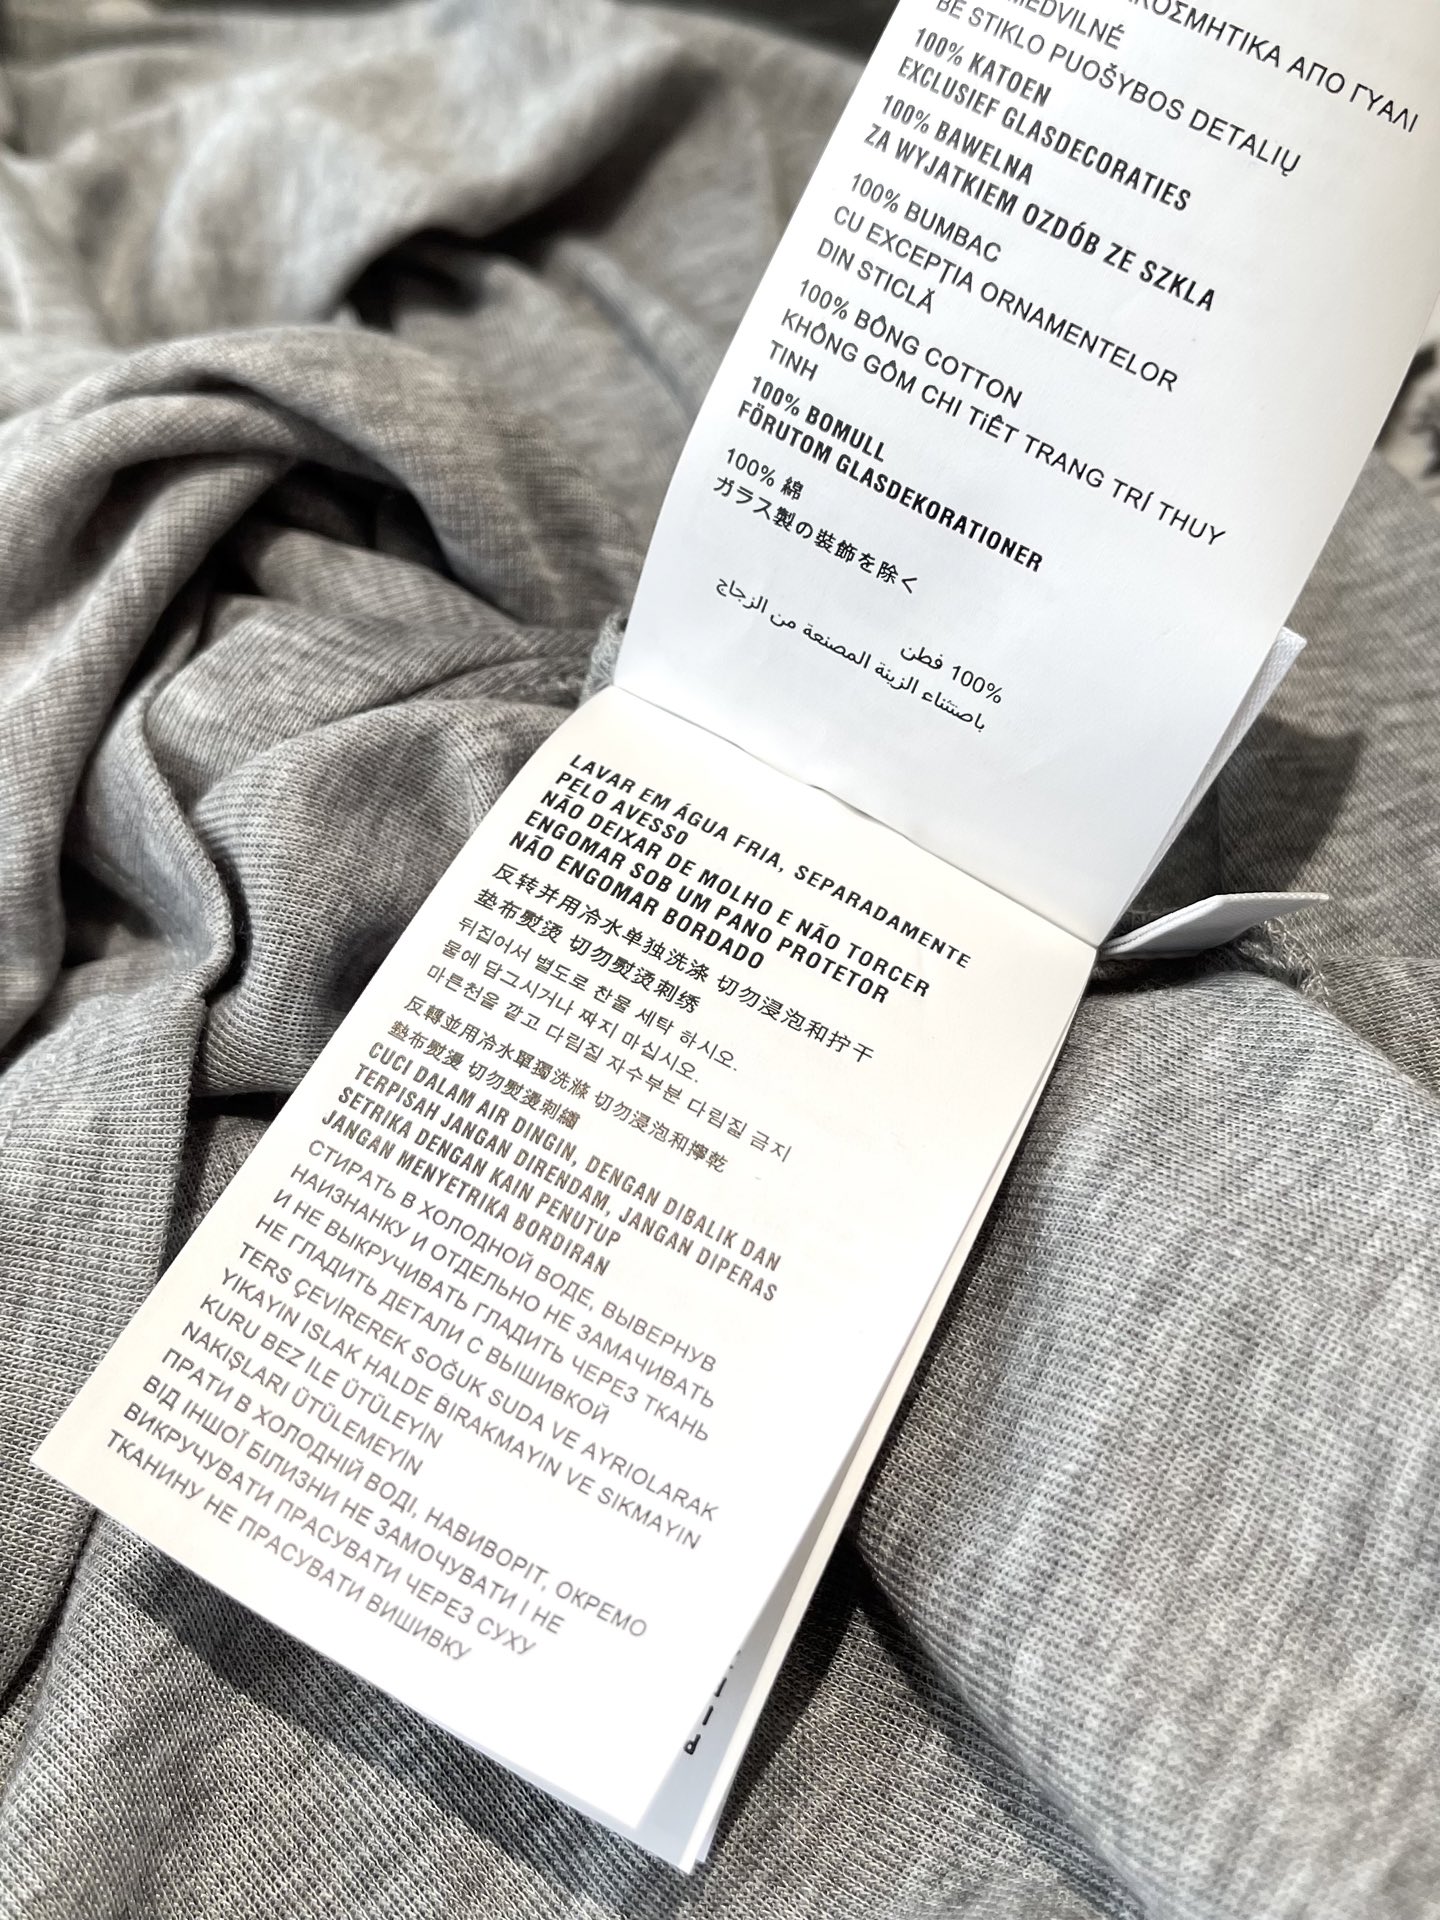 ΑΚΟΣΜΗΤΙΚΑ ΑΠΟ ΓΥΑΛΙ
MEDVILNĖ
BE STIKLO PUOŠYBOS DETALIŲ
100% KATOEN
EXCLUSIEF GLASDECORATIES
100% BAWELNA
ZA WYJATKIEM OZDÓB ZE SZKLA
100% BUMBAC
CU EXCEPTIA ORNAMENTELOR
DIN STICLĂ
100% BÔNG COTTON
KHÔNG GÔM CHI TiÊT TRANG TRÍ THUY
TINH
100% BOMULL
FÖRUTOM GLASDEKORATIONER
100% 綿
ガラス製の装飾を除く
100% قطن
باصتثناء الزينة المصنعة من الزجاج
LAVAR EM ÁGUA FRIA, SEPARADAMENTE
PELO AVESSO
NÃO DEIXAR DE MOLHO E NÃO TORCER
ENGOMAR SOB UM PANO PROTETOR
NÃO ENGOMAR BORDADO
反转并用冷水单独洗涤 切勿浸泡和拧干
垫布熨烫 切勿熨烫刺绣
뒤집어서 별도로 찬물 세탁 하시오.
물에 담그시거나 짜지 마십시오.
마른천을 깔고 다림질 자수부분 다림질 금지
反轉並用冷水單獨洗滌 切勿浸泡和擰乾
墊布熨燙 切勿熨燙刺繡
CUCI DALAM AIR DINGIN, DENGAN DIBALIK DAN
TERPISAH JANGAN DIRENDAM, JANGAN DIPERAS
SETRIKA DENGAN KAIN PENUTUP
JANGAN MENYETRIKA BORDIRAN
СТИРАТЬ В ХОЛОДНОЙ ВОДЕ, ВЫВЕРНУВ
НАИЗНАНКУ И ОТДЕЛЬНО НЕ ЗАМАЧИВАТЬ
И НЕ ВЫКРУЧИВАТЬ ГЛАДИТЬ ЧЕРЕЗ ТКАНЬ
НЕ ГЛАДИТЬ ДЕТАЛИ С ВЫШИВКОЙ
TERS ÇEVİREREK SOĞUK SUDA VE AYRIOLARAK
YIKAYIN ISLAK HALDE BIRAKMAYIN VE SIKMAYIN
KURU BEZ ILE ÜTÜLEYİN
NAKIŞLARI ÜTÜLEMEYİN
ПРАТИ В ХОЛОДНІЙ ВОДІ, НАВИВОРІТ, ОКРЕМО
ВІД ІНШОЇ БІЛИЗНИ НЕ ЗАМОЧУВАТИ І НЕ
ВИКРУЧУВАТИ ПРАСУВАТИ ЧЕРЕЗ СУХУ
ТКАНИНУ НЕ ПРАСУВАТИ ВИШИВКУ